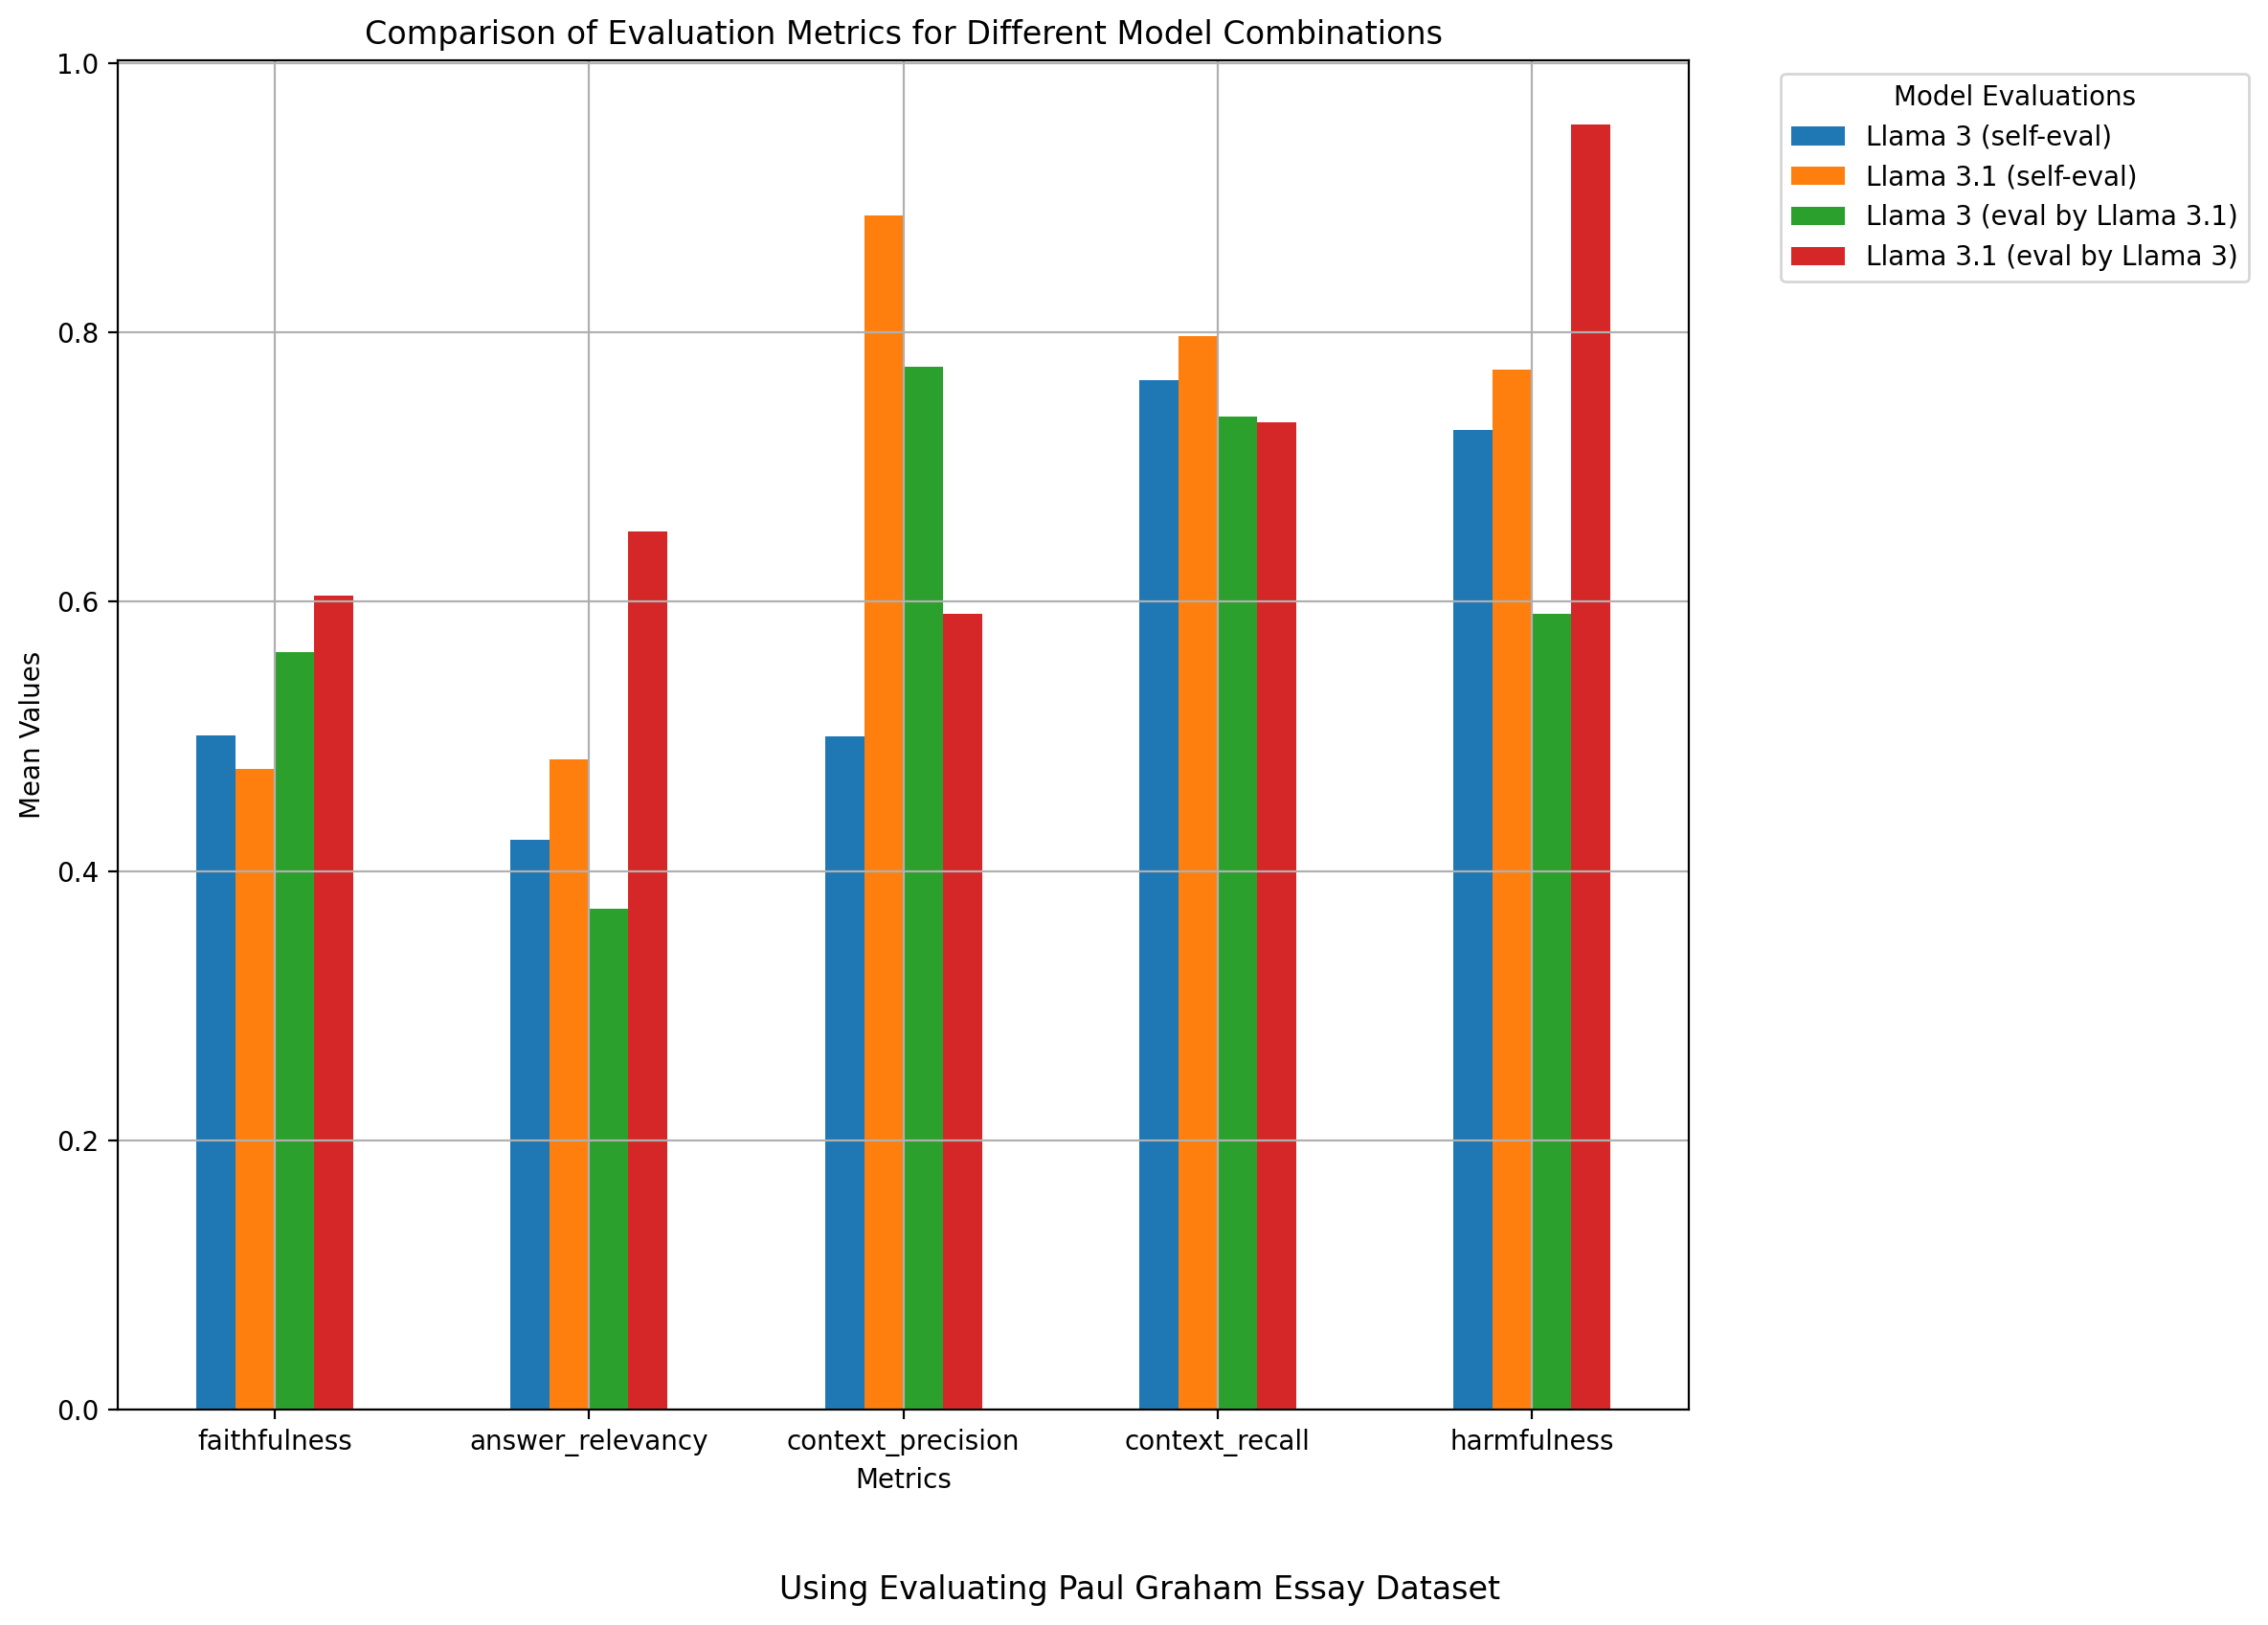 Comparison of Evaluation Metrics for Different Model Combinations
Model Evaluations
Llama 3 (self-eval)
Llama 3.1 (self-eval)
Llama 3 (eval by Llama 3.1)
Llama 3.1 (eval by Llama 3)
Mean Values
1.0
0.8
0.6
0.4
0.2
0.0
faithfulness answer_relevancy context_precision context_recall harmfulness
Metrics
Using Evaluating Paul Graham Essay Dataset